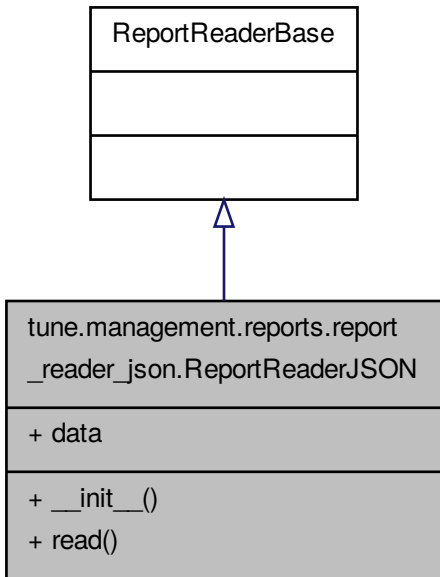 ReportReaderBase
tune.management.reports.report
_reader_json.ReportReaderJSON
+ data
+ __init__()
+ read()